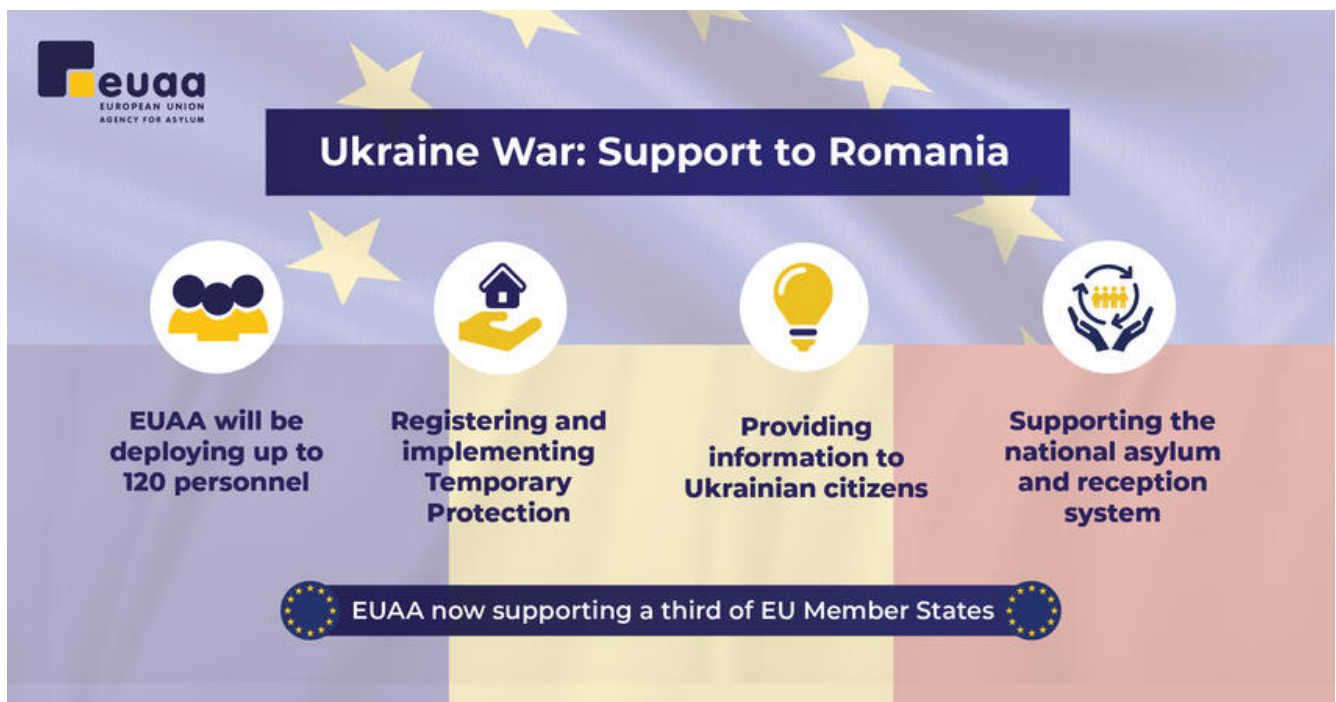 euaa
EUROPEAN UNION
AGENCY FOR ASYLUM
Ukraine War: Support to Romania
EUAA will be
deploying up to
120 personnel
Registering and
implementing
Temporary
Protection
Providing
information to
Ukrainian citizens
Supporting the
national asylum
and reception
system
EUAA now supporting a third of EU Member States